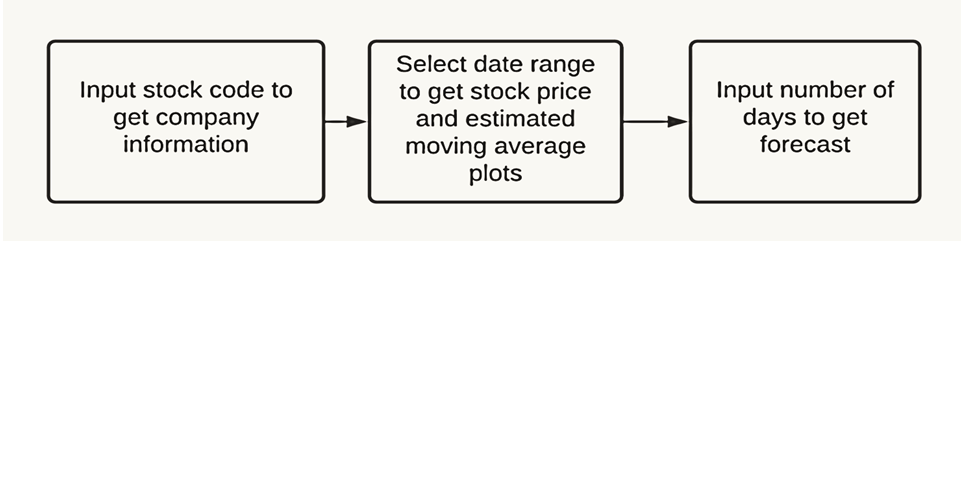 Input stock code to
get company
information
Select date range
to get stock price
and estimated
moving average
plots
Input number of
days to get
forecast